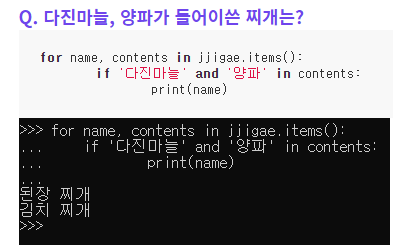 Q. 다진마늘, 양파가 들어이쓴 찌개는?
for name, contents in jjigae.items():
if '다진마늘' and '양파' in contents:
print(name)
>>> for name, contents in jjigae.items():
... if '다진마늘' and '양파' in contents:
... print(name)
...
된장 찌개
김치 찌개
>>>